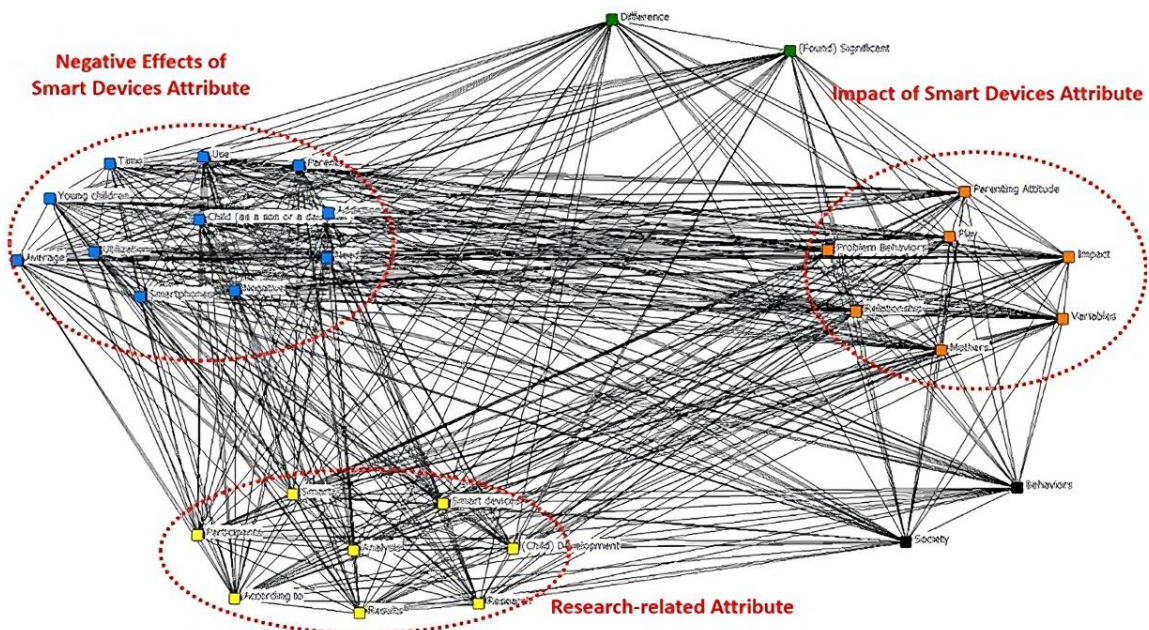 Difference
(Found) Significant
Negative Effects of
Smart Devices Attribute
Impact of Smart Devices Attribute
Time
Use
Parents
Young children
Child (as a son or a dau
Addiction
Utilization
Need
Average
Smartphones
Negative
Parenting Attitude
Play
Problem Behaviors
Impact
Relationship
Variables
Mothers
Behaviors
Society
Smart
Smart devices
Participants
Analysis
(Child) Development
According to
Results
Research
Research-related Attribute